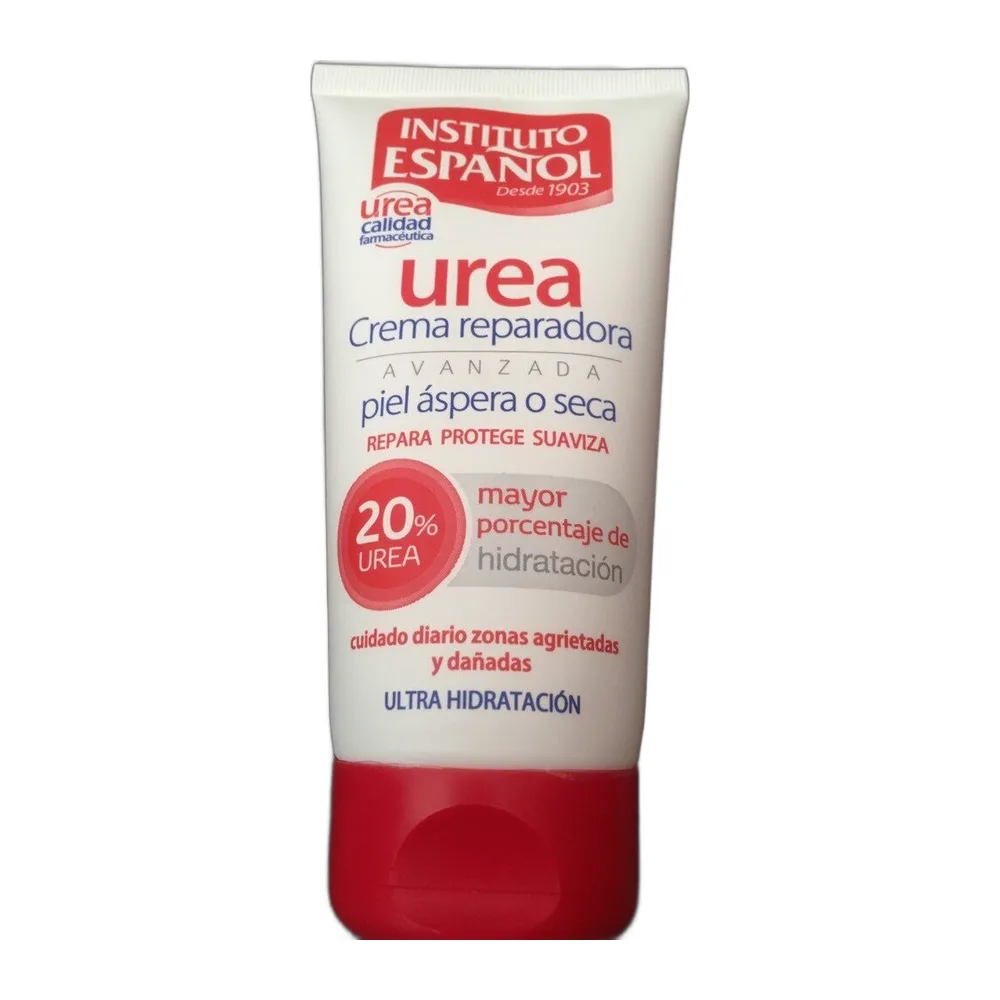 INSTITUTO
ESPAÑOL
Desde 1903
urea
calidad
farmacéutica
urea
Crema reparadora
AVANZADA
piel áspera o seca
REPARA PROTEGE SUAVIZA
20%
UREA
mayor
porcentaje de
hidratación
cuidado diario zonas agrietadas
y dañadas
ULTRA HIDRATACIÓN